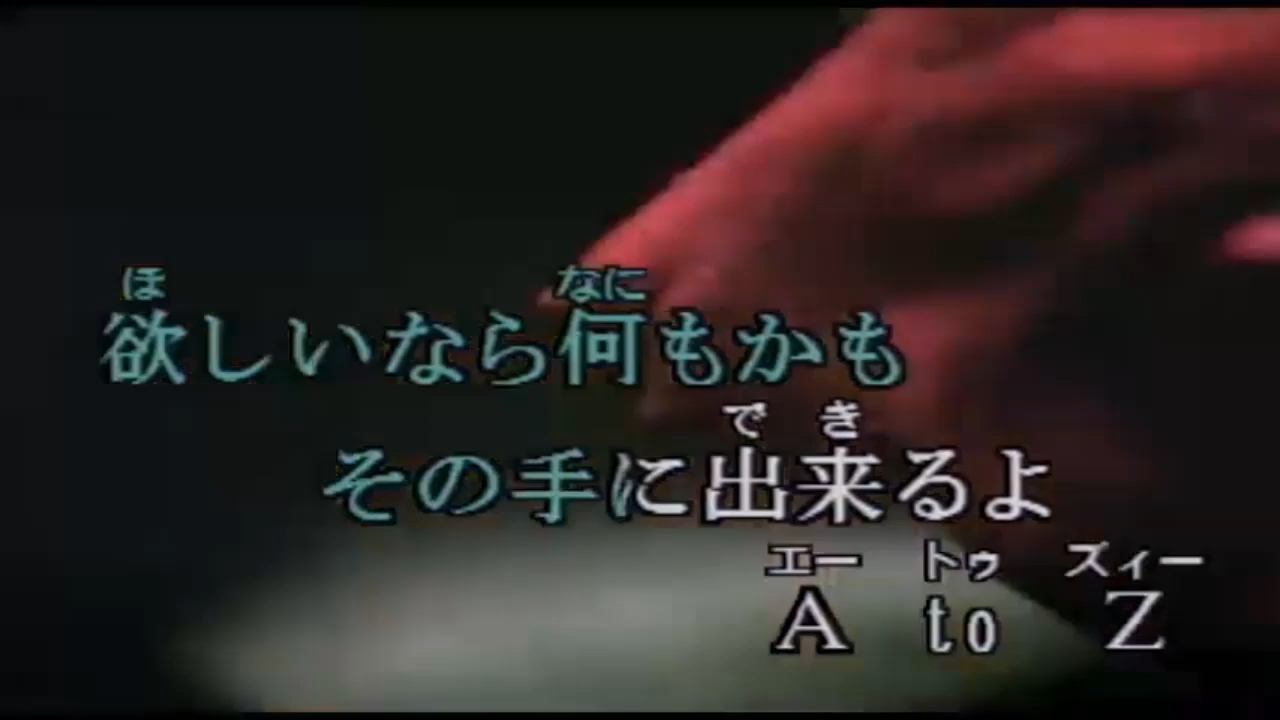 ほ なに
欲しいなら何もかも
で き
その手に出来るよ
エー トゥ ズィー
A to Z